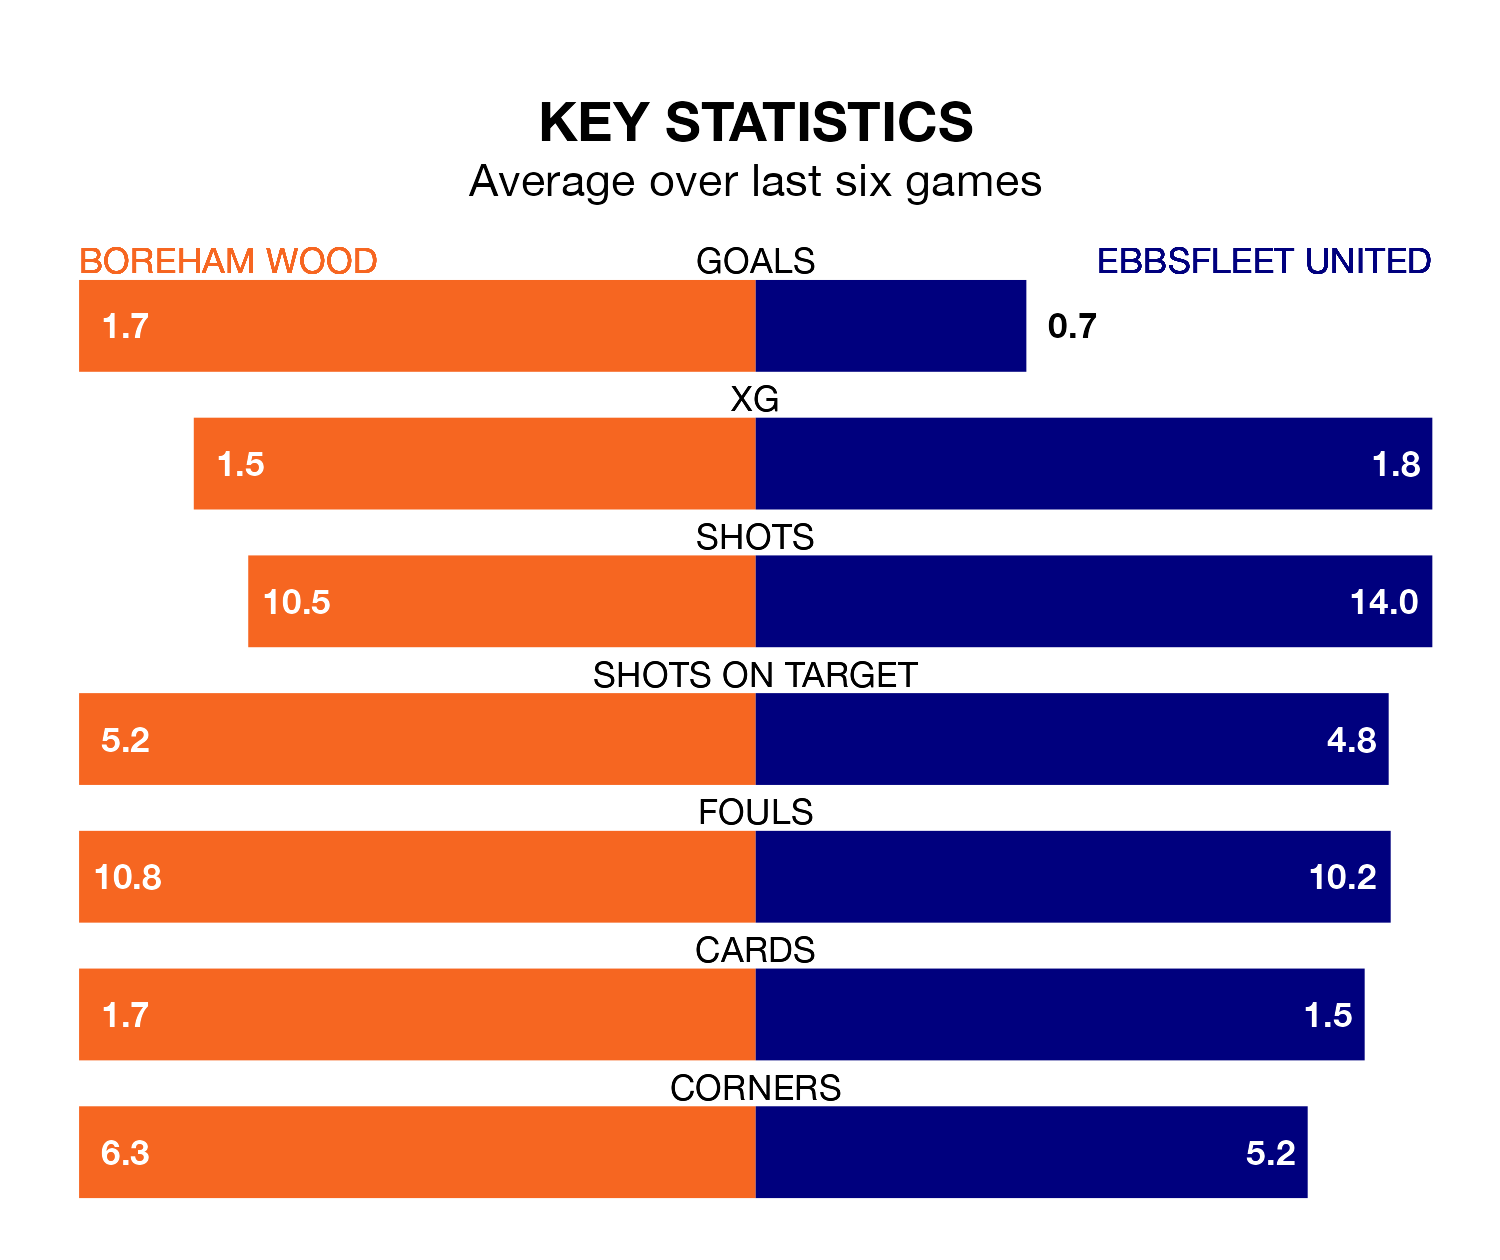 KEY STATISTICS
Average over last six games
BOREHAM WOOD GOALS EBBSFLEET UNITED
1.7 0.7
XG
1.5 1.8
SHOTS
10.5 14.0
SHOTS ON TARGET
5.2 4.8
FOULS
10.8 10.2
CARDS
1.7 1.5
CORNERS
6.3 5.2